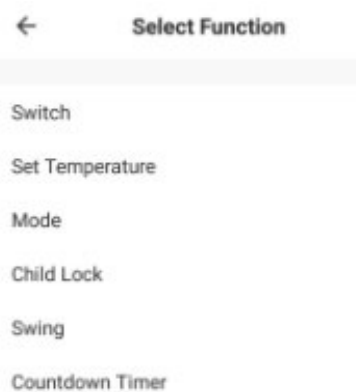 Select Function
Switch
Set Temperature
Mode
Child Lock
Swing
Countdown Timer